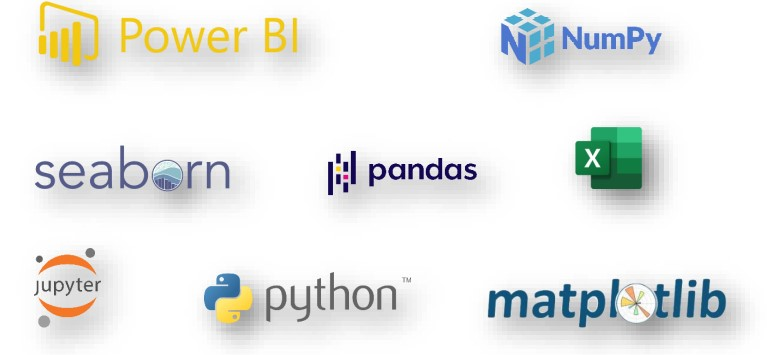 Power BI
NumPy
seaborn
pandas
X
jupyter
python™
matplotlib